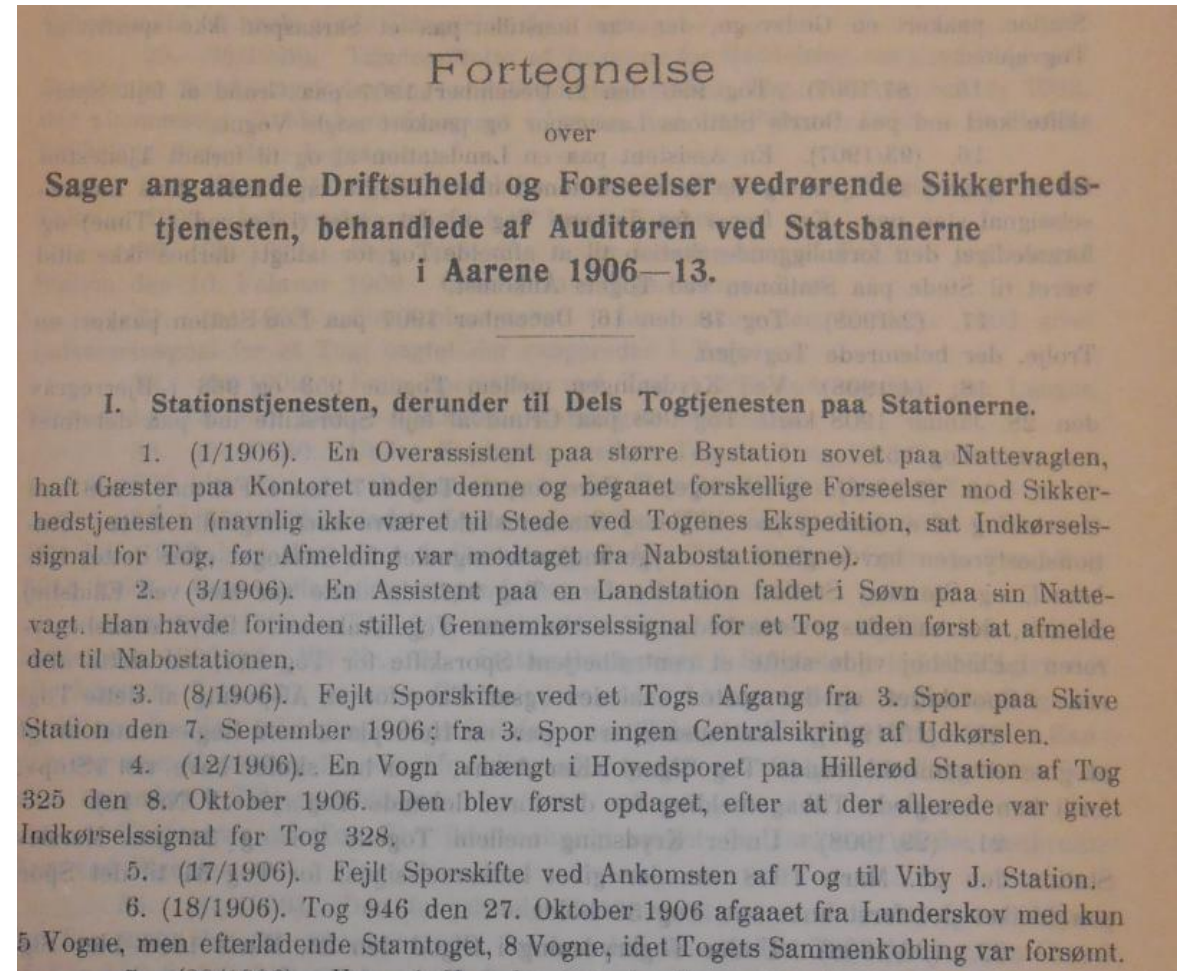 Fortegnelse
over
Sager angaaende Driftsuheld og Forseelser vedrørende Sikkerheds-
tjenesten, behandlede af Auditøren ved Statsbanerne
i Aarene 1906—13.
I. Stationstjenesten, derunder til Dels Togtjenesten paa Stationerne.
1. (1/1906). En Overassistent paa større Bystation sovet paa Nattevagten,
haft Gæster paa Kontoret under denne og begaaet forskellige Forseelser mod Sikker-
hedstjenesten (navnlig ikke været til Stede ved Togenes Ekspedition, sat Indkørsels-
signal for Tog, før Afmelding var modtaget fra Nabostationerne).
2. (3/1906). En Assistent paa en Landstation faldet i Søvn paa sin Natte-
vagt. Han havde forinden stillet Gennemkørselssignal for et Tog uden først at afmelde
det til Nabostationen.
3. (8/1906). Fejlt Sporskifte ved et Togs Afgang fra 3. Spor paa Skive
Station den 7. September 1906; fra 3. Spor ingen Centralsikring af Udkørslen.
4. (12/1906). En Vogn afhængt i Hovedsporet paa Hillerød Station af Tog
325 den 8. Oktober 1906. Den blev først opdaget, efter at der allerede var givet
Indkørselssignal for Tog 328.
5. (17/1906). Fejlt Sporskifte ved Ankomsten af Tog til Viby J. Station.
6. (18/1906). Tog 946 den 27. Oktober 1906 afgaaet fra Lunderskov med kun
5 Vogne, men efterladende Stamtoget, 8 Vogne, idet Togets Sammenkobling var forsømt.